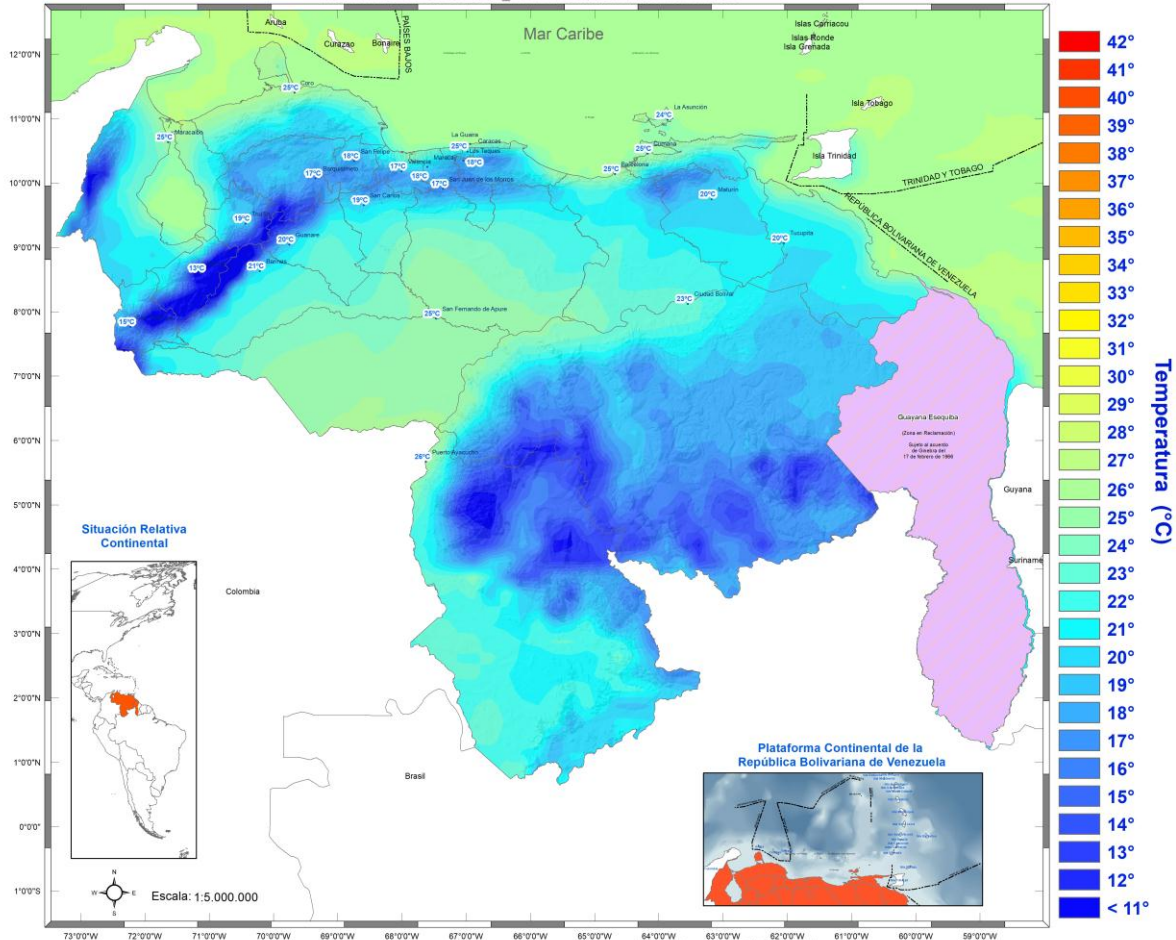 Mar Caribe
Aruba
Curazao
Bonaire
PAÍSES BAJOS
Islas Carriacou
Islas Ronde
Isla Grenada
Isla Tobago
Isla Trinidad
TRINIDAD Y TOBAGO
REPÚBLICA BOLIVARIANA DE VENEZUELA
25°C Coro
25°C Maracaibo
24°C La Asunción
La Guaira
25°C Caracas
Los Teques
18°C
18°C San Felipe
17°C Valencia
Maracay
18°C
17°C San Juan de los Morros
17°C Barquisimeto
19°C San Carlos
25°C Cumaná
25°C Barcelona
20°C Maturín
20°C Tucupita
19°C Trujillo
20°C Guanare
13°C
21°C Barinas
15°C
25°C San Fernando de Apure
23°C Ciudad Bolívar
26°C Puerto Ayacucho
Guayana Esequiba
(Zona en Reclamación)
Sujeto al acuerdo
de Ginebra del
17 de febrero de 1966
Guyana
Suriname
Colombia
Brasil
Situación Relativa
Continental
N
W E
S
Escala: 1:5.000.000
Plataforma Continental de la
República Bolivariana de Venezuela
12°0'0"N
11°0'0"N
10°0'0"N
9°0'0"N
8°0'0"N
7°0'0"N
6°0'0"N
5°0'0"N
4°0'0"N
3°0'0"N
2°0'0"N
1°0'0"N
0°0'0"
1°0'0"S
73°0'0"W 72°0'0"W 71°0'0"W 70°0'0"W 69°0'0"W 68°0'0"W 67°0'0"W 66°0'0"W 65°0'0"W 64°0'0"W 63°0'0"W 62°0'0"W 61°0'0"W 60°0'0"W 59°0'0"W
42°
41°
40°
39°
38°
37°
36°
35°
34°
33°
32°
31°
30°
29°
28°
27°
26°
25°
24°
23°
22°
21°
20°
19°
18°
17°
16°
15°
14°
13°
12°
< 11°
Temperatura (°C)